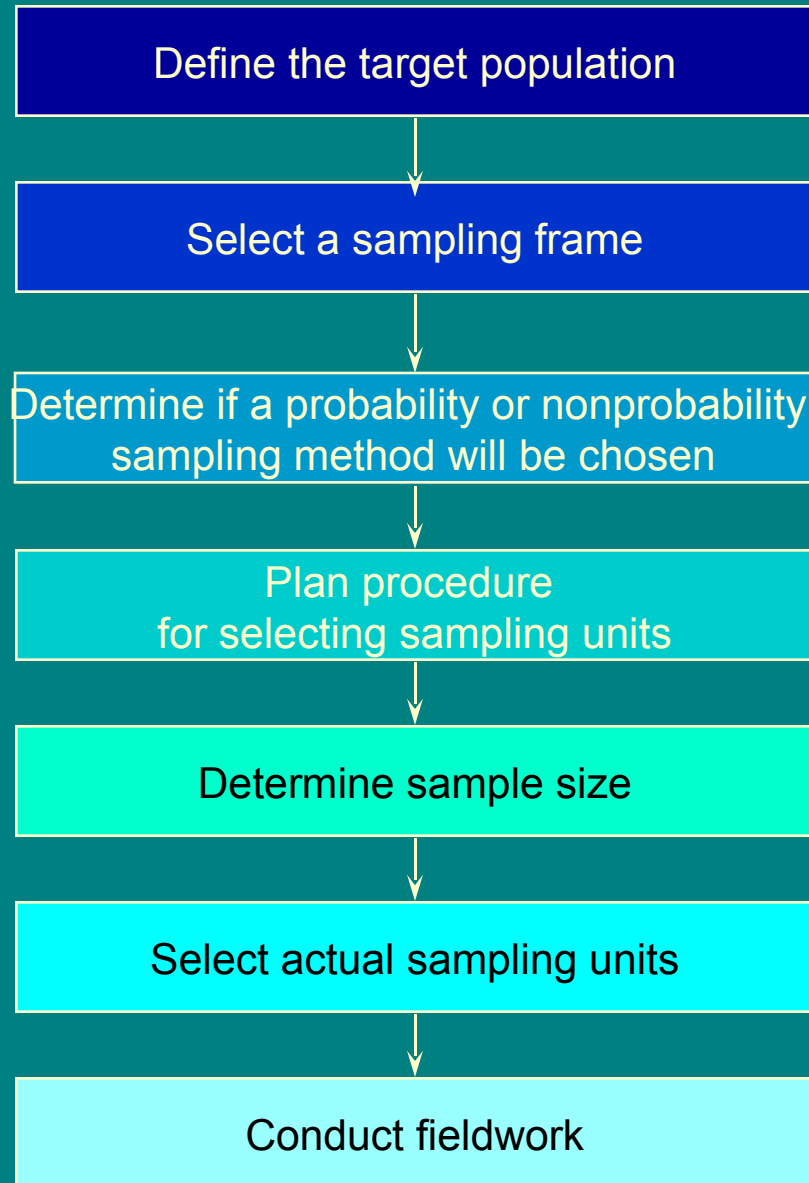 Define the target population
Select a sampling frame
Determine if a probability or nonprobability
sampling method will be chosen
Plan procedure
for selecting sampling units
Determine sample size
Select actual sampling units
Conduct fieldwork